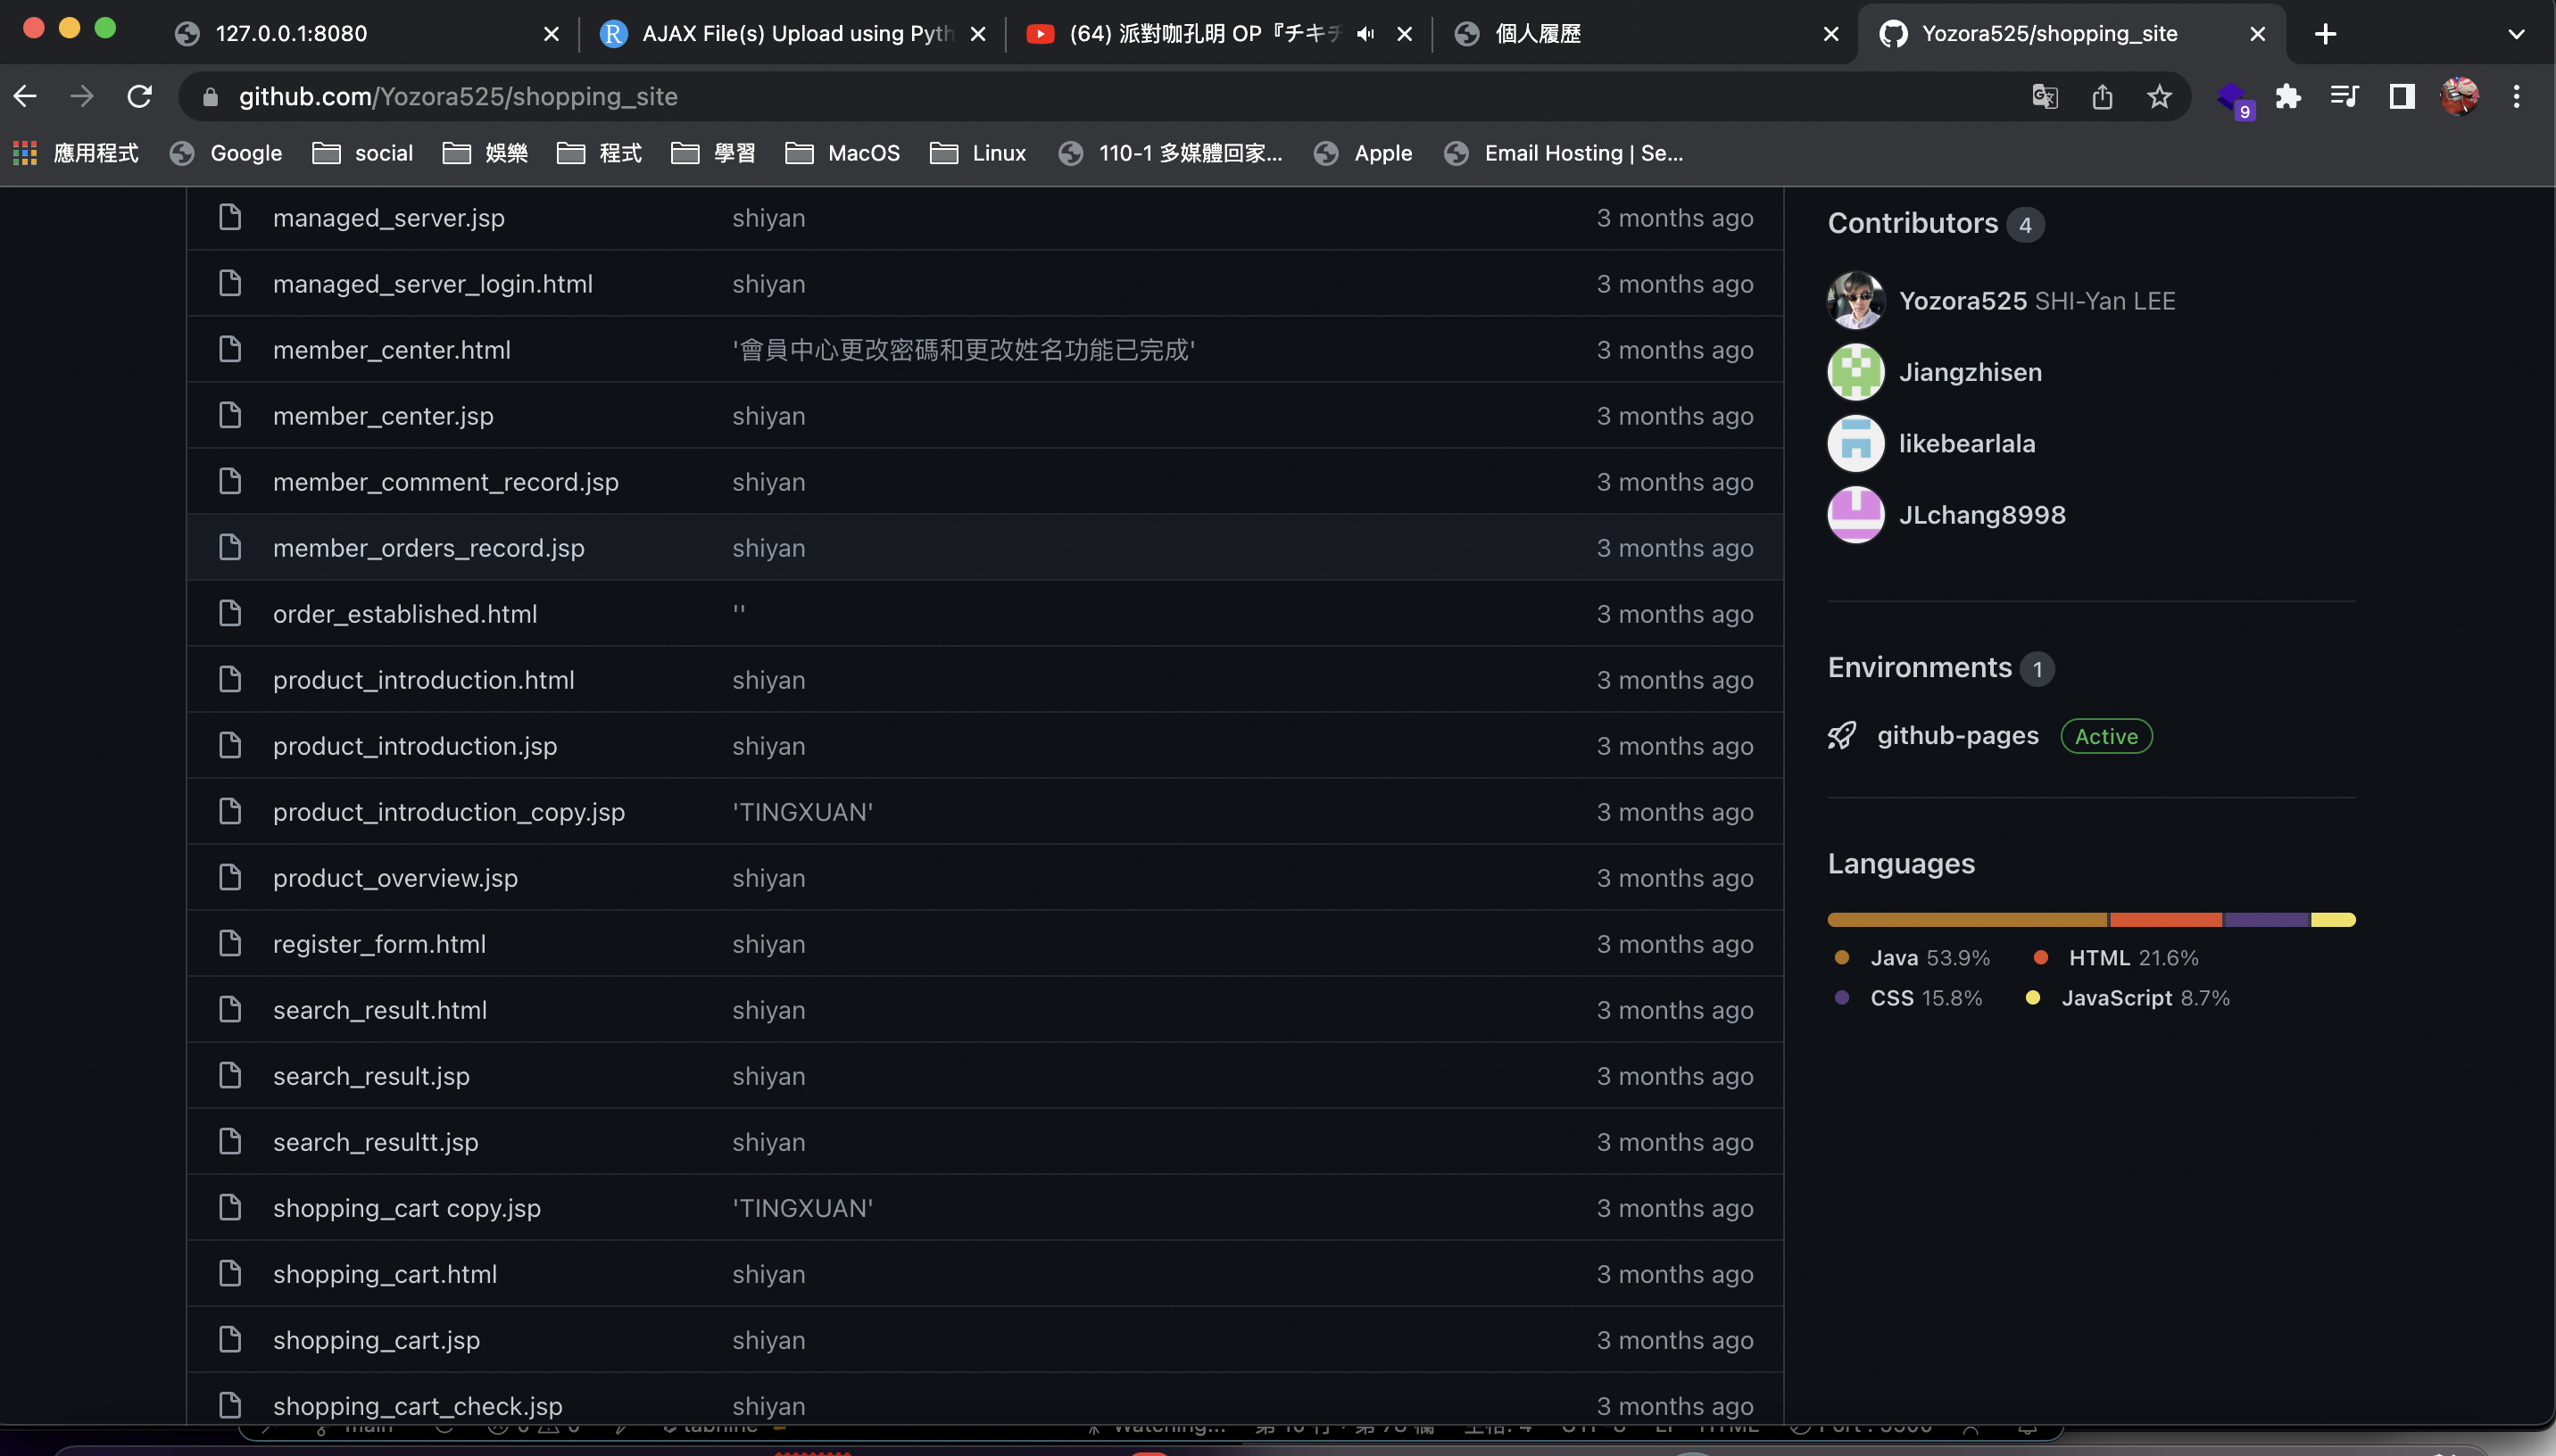 127.0.0.1:8080
AJAX File(s) Upload using Pyth
(64) 派對咖孔明 OP『チキチ
個人履歷
Yozora525/shopping_site
github.com/Yozora525/shopping_site
9
應用程式
Google
social
娛樂
程式
學習
MacOS
Linux
110-1 多媒體回家...
Apple
Email Hosting | Se...
managed_server.jsp shiyan 3 months ago
managed_server_login.html shiyan 3 months ago
member_center.html '會員中心更改密碼和更改姓名功能已完成' 3 months ago
member_center.jsp shiyan 3 months ago
member_comment_record.jsp shiyan 3 months ago
member_orders_record.jsp shiyan 3 months ago
order_established.html '' 3 months ago
product_introduction.html shiyan 3 months ago
product_introduction.jsp shiyan 3 months ago
product_introduction_copy.jsp 'TINGXUAN' 3 months ago
product_overview.jsp shiyan 3 months ago
register_form.html shiyan 3 months ago
search_result.html shiyan 3 months ago
search_result.jsp shiyan 3 months ago
search_resultt.jsp shiyan 3 months ago
shopping_cart copy.jsp 'TINGXUAN' 3 months ago
shopping_cart.html shiyan 3 months ago
shopping_cart.jsp shiyan 3 months ago
shopping_cart_check.jsp shiyan 3 months ago
Contributors 4
Yozora525 SHI-Yan LEE
Jiangzhisen
likebearlala
JLchang8998
Environments 1
github-pages Active
Languages
Java 53.9% HTML 21.6%
CSS 15.8% JavaScript 8.7%